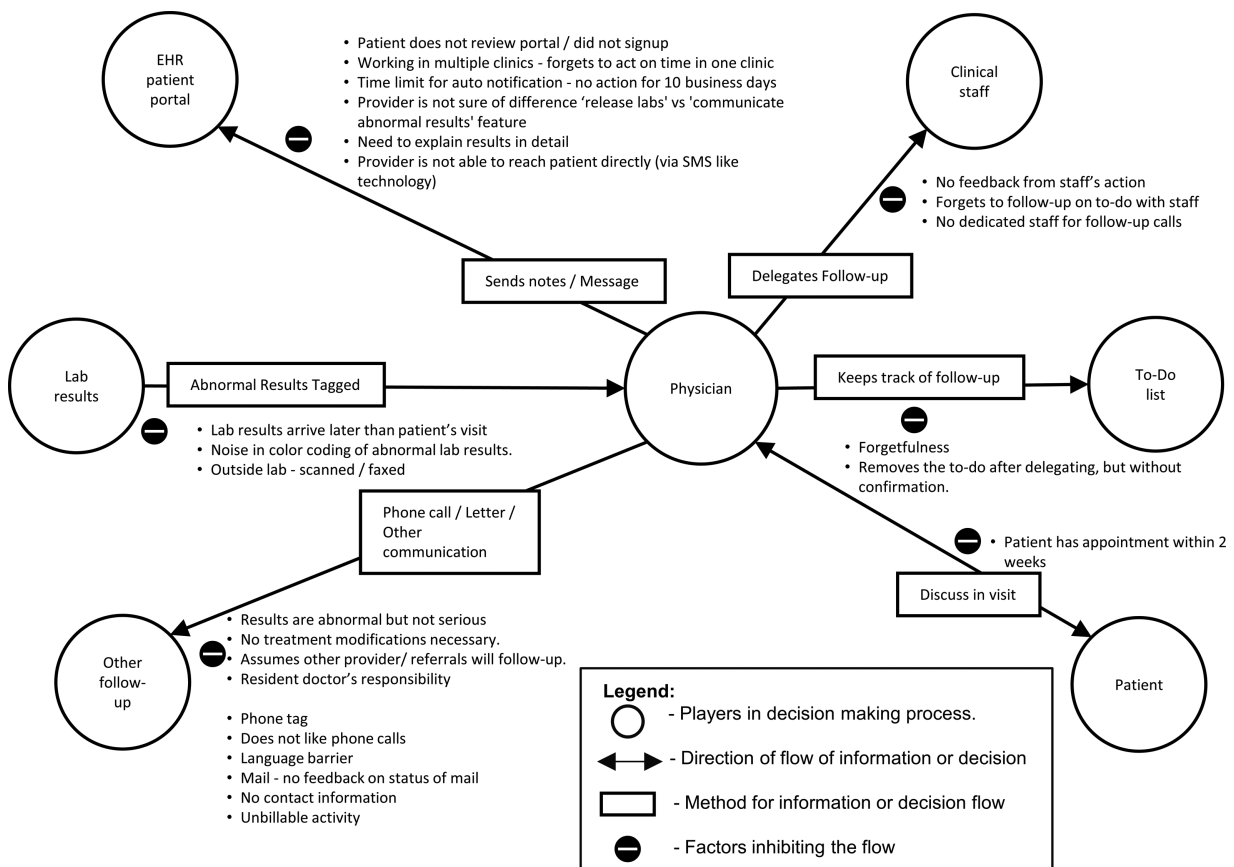 EHR
patient
portal
• Patient does not review portal / did not signup
• Working in multiple clinics - forgets to act on time in one clinic
• Time limit for auto notification - no action for 10 business days
• Provider is not sure of difference ‘release labs’ vs 'communicate
abnormal results' feature
• Need to explain results in detail
• Provider is not able to reach patient directly (via SMS like
technology)
Clinical
staff
• No feedback from staff’s action
• Forgets to follow-up on to-do with staff
• No dedicated staff for follow-up calls
Sends notes / Message
Delegates Follow-up
Lab
results
Abnormal Results Tagged
Physician
Keeps track of follow-up
To-Do
list
• Lab results arrive later than patient’s visit
• Noise in color coding of abnormal lab results.
• Outside lab - scanned / faxed
• Forgetfulness
• Removes the to-do after delegating, but without
confirmation.
Phone call / Letter /
Other
communication
• Patient has appointment within 2
weeks
Discuss in visit
Other
follow-
up
• Results are abnormal but not serious
• No treatment modifications necessary.
• Assumes other provider/ referrals will follow-up.
• Resident doctor’s responsibility
• Phone tag
• Does not like phone calls
• Language barrier
• Mail - no feedback on status of mail
• No contact information
• Unbillable activity
Patient
Legend:
- Players in decision making process.
- Direction of flow of information or decision
- Method for information or decision flow
- Factors inhibiting the flow